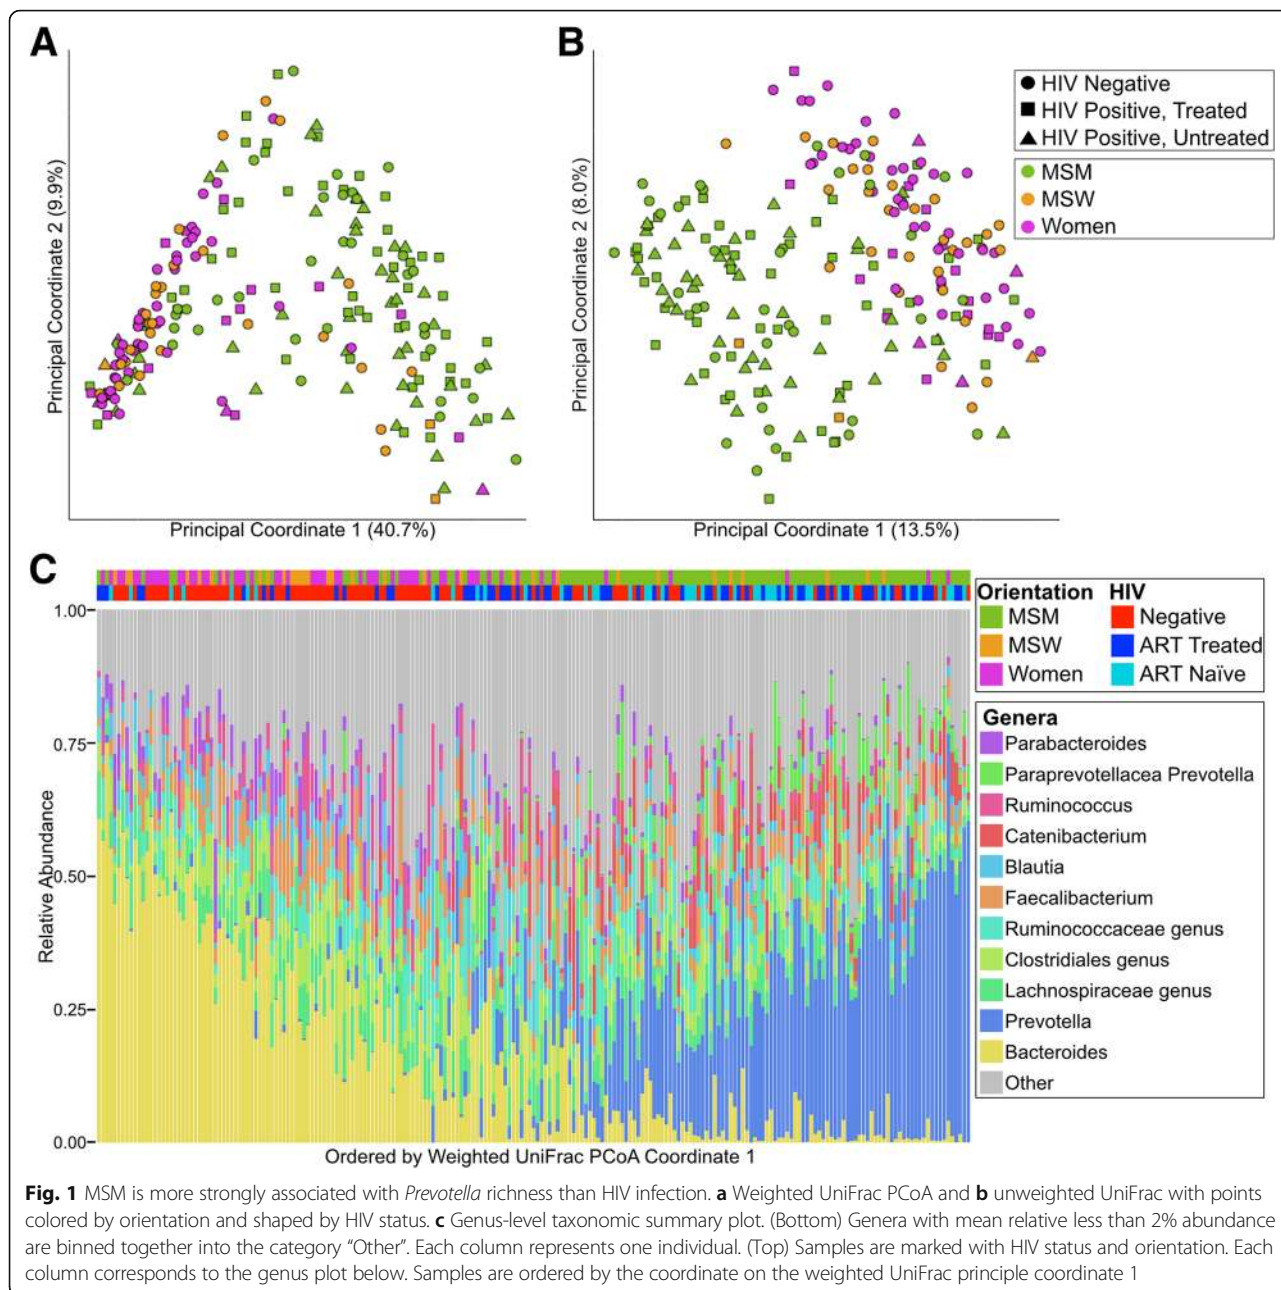 A
B
Principal Coordinate 2 (9.9%)
Principal Coordinate 1 (40.7%)
Principal Coordinate 2 (8.0%)
Principal Coordinate 1 (13.5%)
HIV Negative
HIV Positive, Treated
HIV Positive, Untreated
MSM
MSW
Women
C
1.00
0.75
0.50
0.25
0.00
Relative Abundance
Ordered by Weighted UniFrac PCoA Coordinate 1
Orientation HIV
MSM Negative
MSW ART Treated
Women ART Naïve
Genera
Parabacteroides
Paraprevotellacea Prevotella
Ruminococcus
Catenibacterium
Blautia
Faecalibacterium
Ruminococcaceae genus
Clostridiales genus
Lachnospiraceae genus
Prevotella
Bacteroides
Other
Fig. 1 MSM is more strongly associated with Prevotella richness than HIV infection. a Weighted UniFrac PCoA and b unweighted UniFrac with points
colored by orientation and shaped by HIV status. c Genus-level taxonomic summary plot. (Bottom) Genera with mean relative less than 2% abundance
are binned together into the category “Other”. Each column represents one individual. (Top) Samples are marked with HIV status and orientation. Each
column corresponds to the genus plot below. Samples are ordered by the coordinate on the weighted UniFrac principle coordinate 1